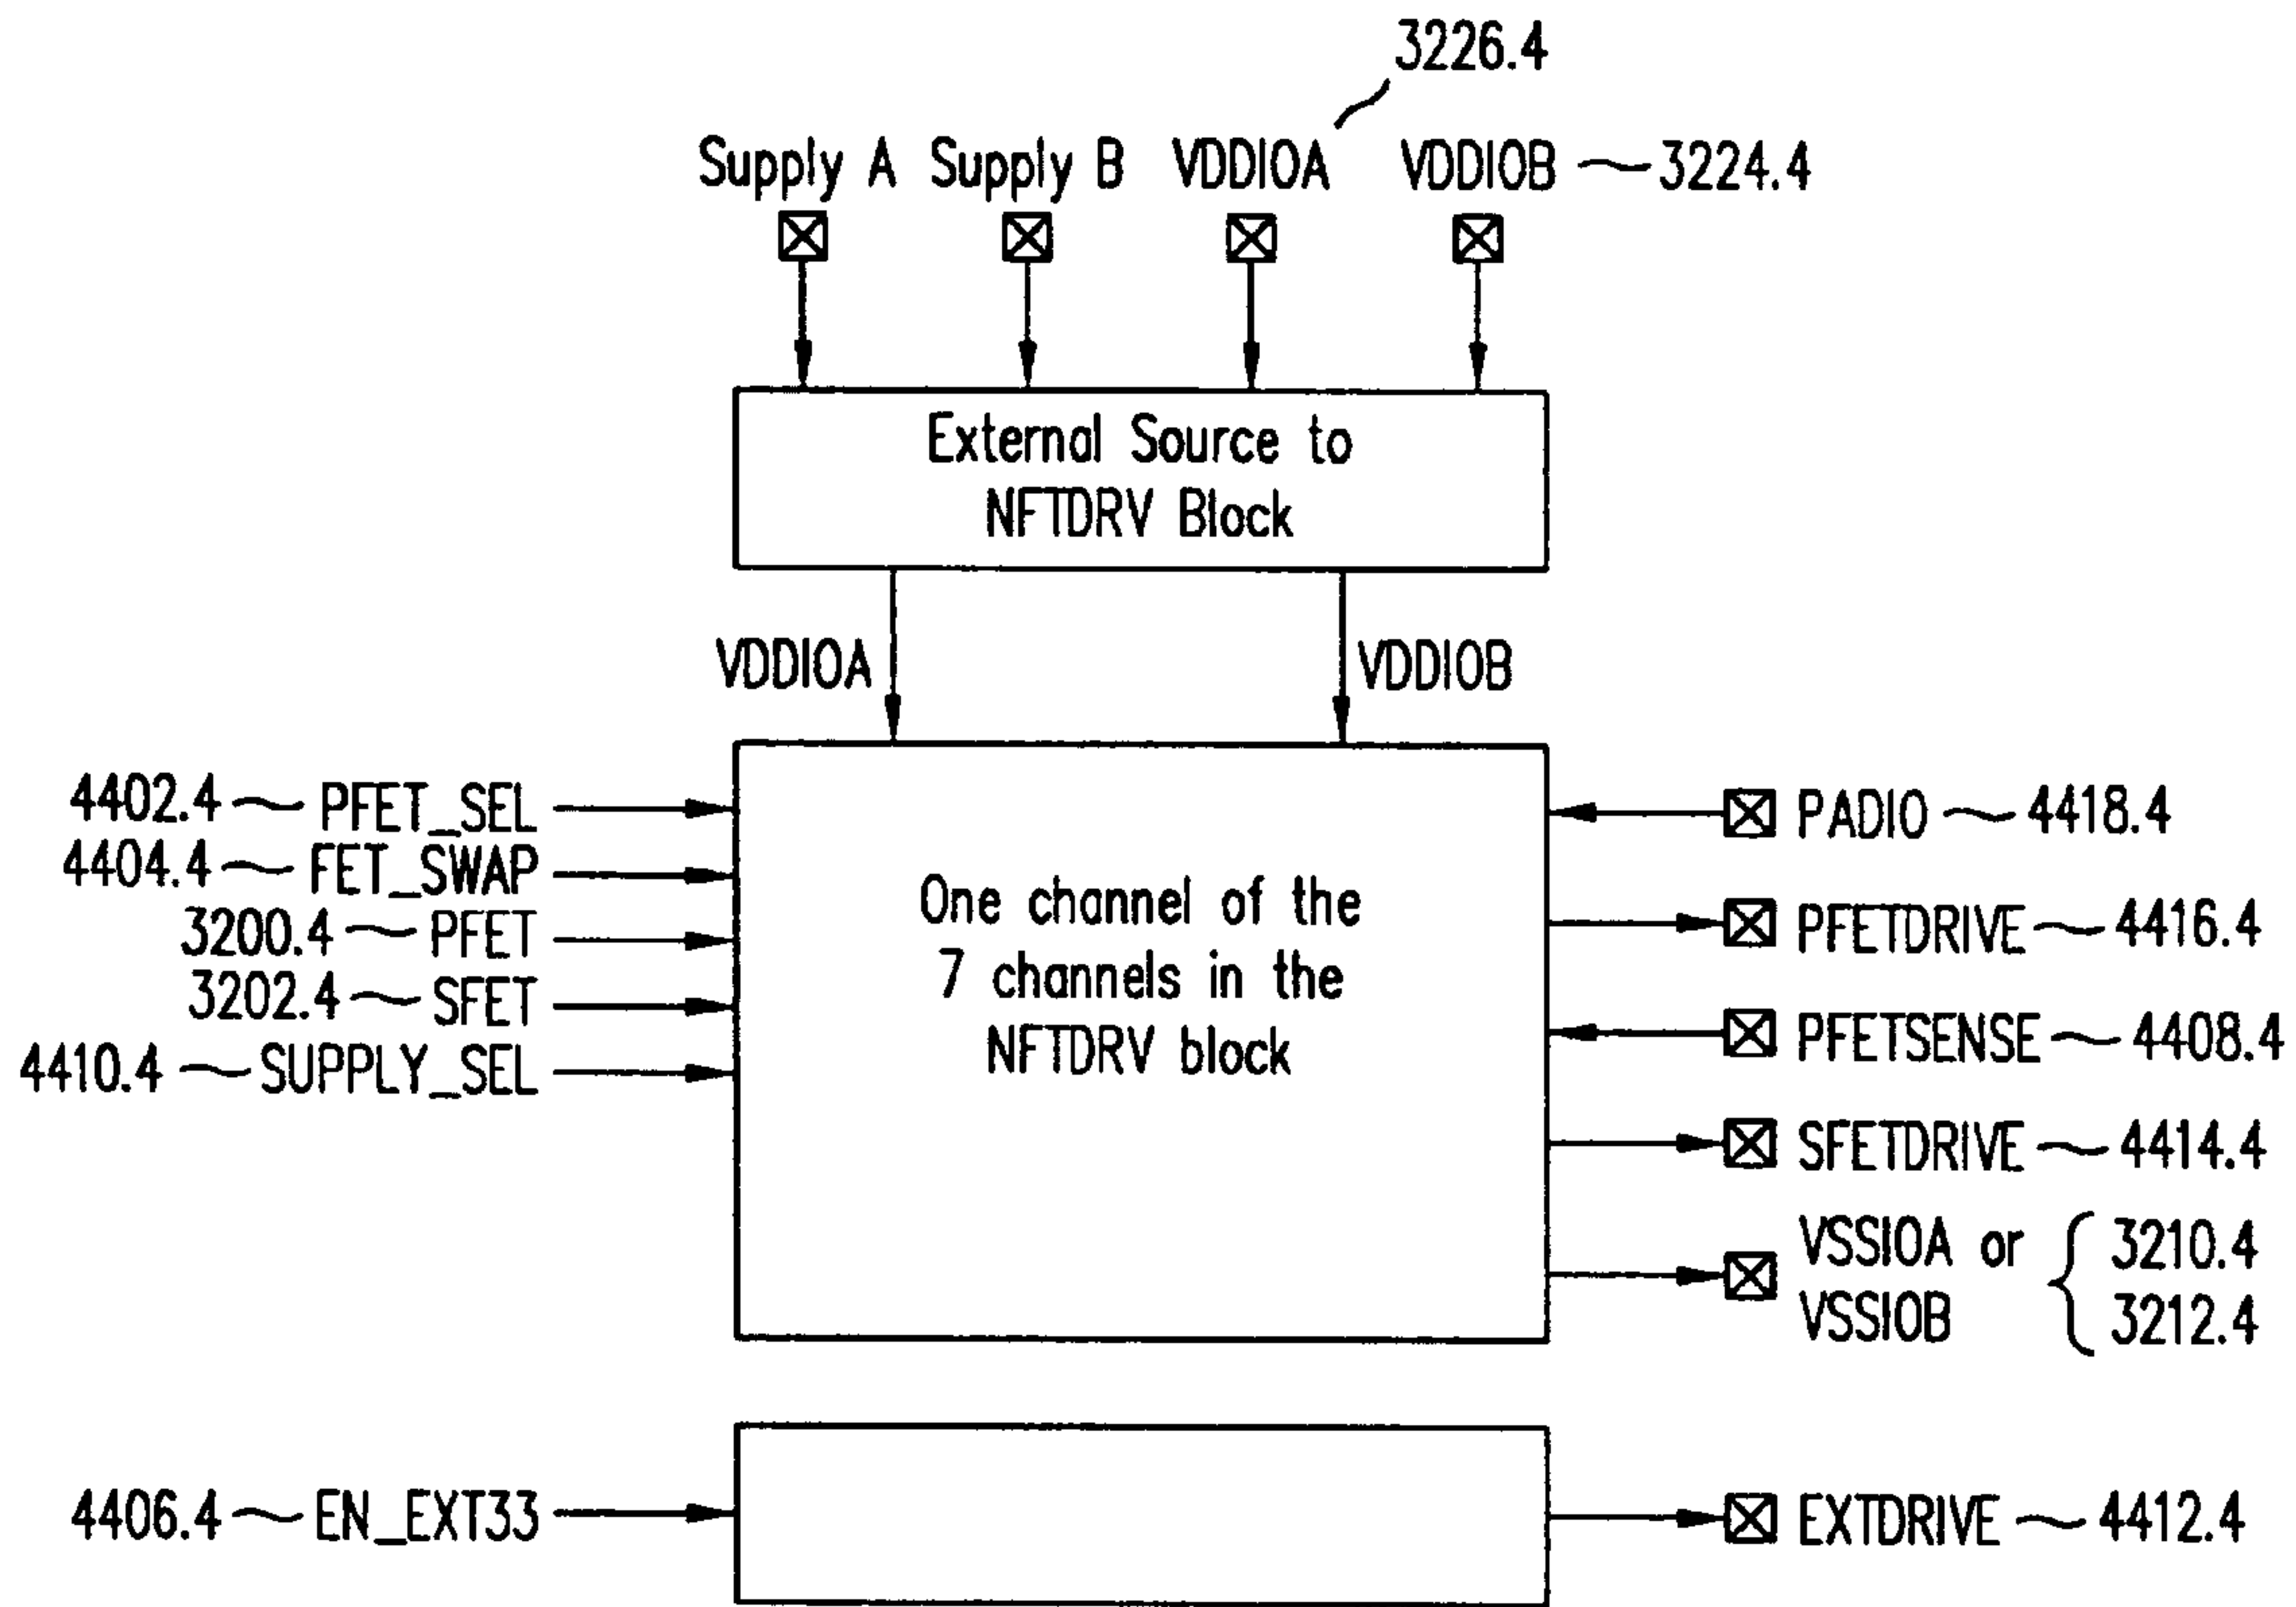 3226.4
Supply A Supply B VDDIOA VDDIOB 3224.4
External Source to
NFTDRV Block
VDDIOA VDDIOB
4402.4 PFET_SEL
4404.4 FET_SWAP
3200.4 PFET
3202.4 SFET
4410.4 SUPPLY_SEL
One channel of the
7 channels in the
NFTDRV block
PADIO 4418.4
PFETDRIVE 4416.4
PFETSENSE 4408.4
SFETDRIVE 4414.4
VSSIOA or 3210.4
VSSIOB 3212.4
4406.4 EN_EXT33
EXTDRIVE 4412.4